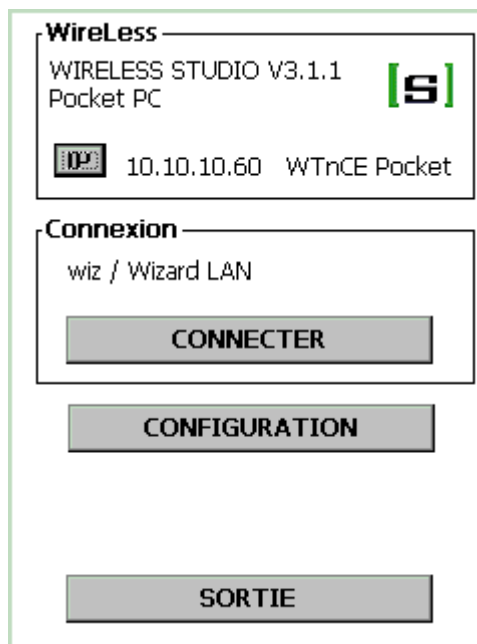 WireLess
WIRELESS STUDIO V3.1.1
Pocket PC
[S]
IP
10.10.10.60 WTnCE Pocket
Connexion
wiz / Wizard LAN
CONNECTER
CONFIGURATION
SORTIE